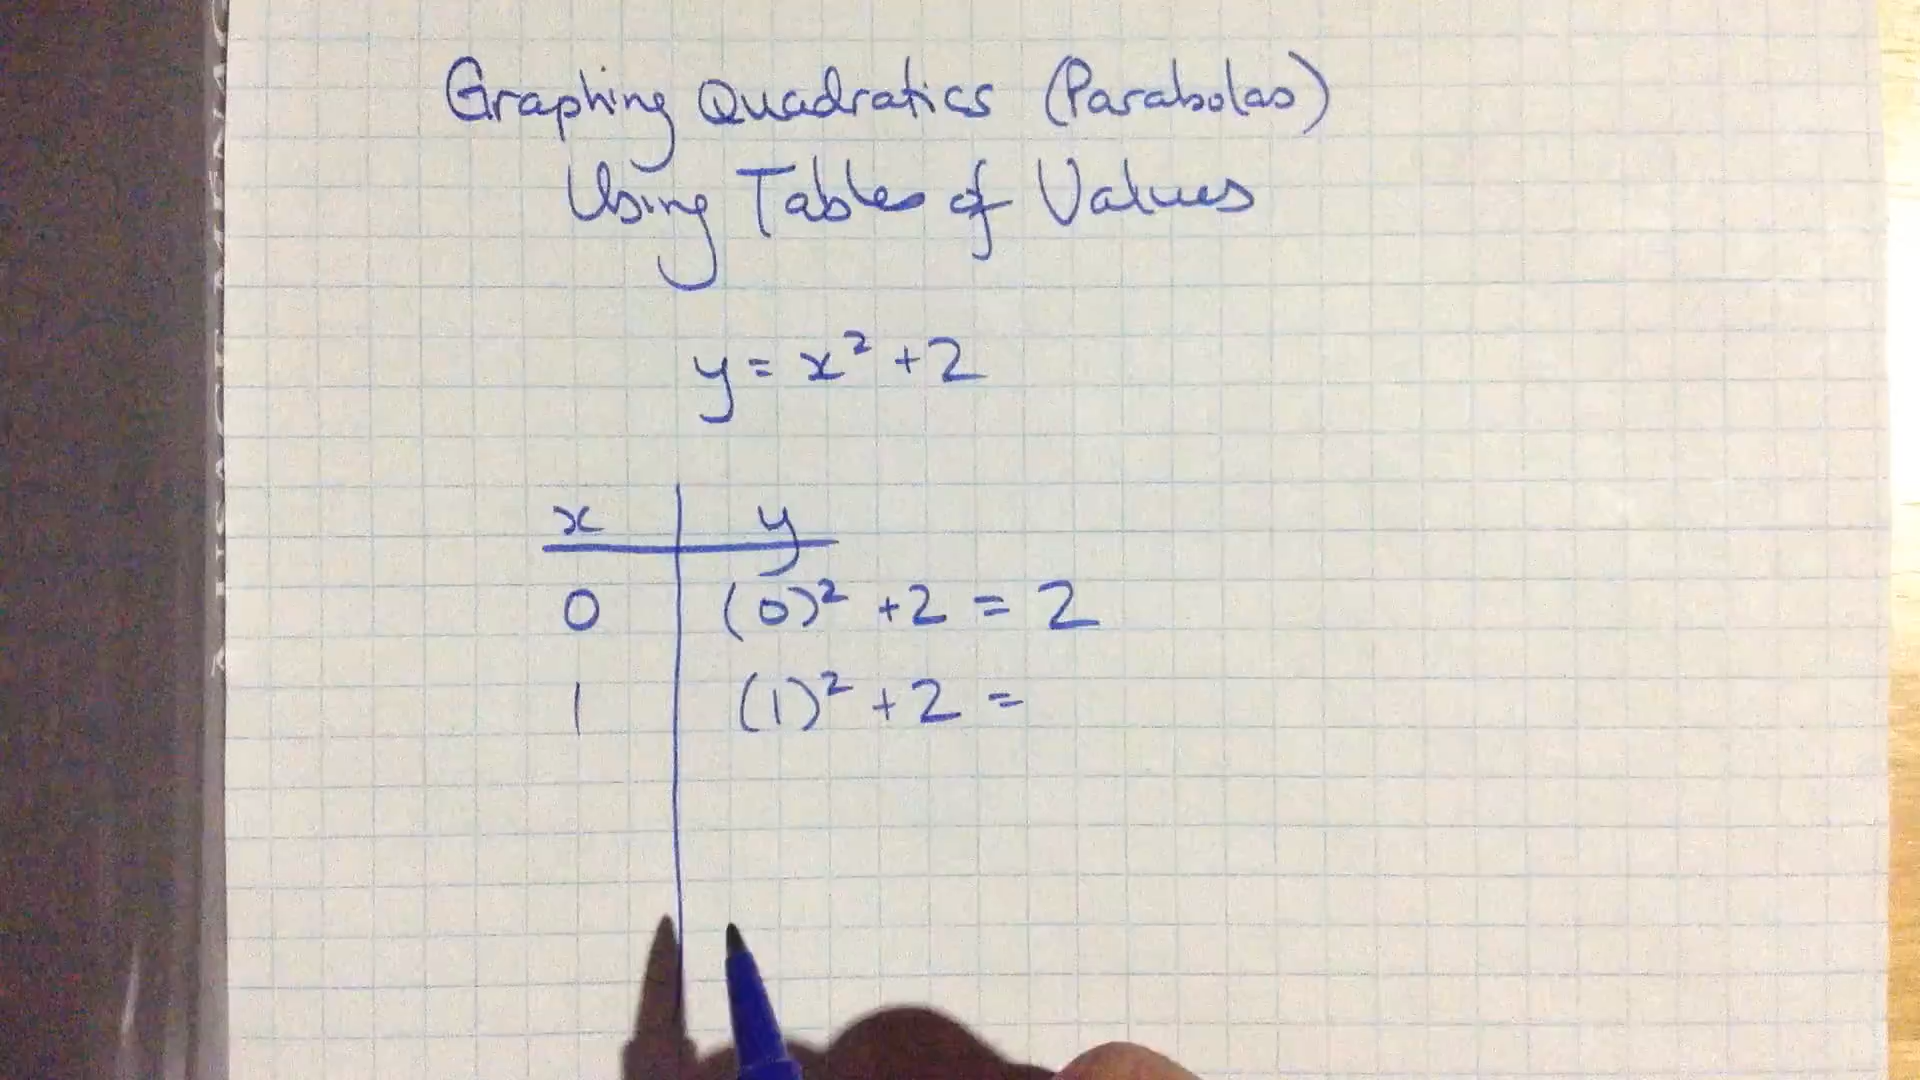 Graphing Quadratics (Parabolas)
Using Tables of Values
y = x² + 2
x y
0 (0)² + 2 = 2
1 (1)² + 2 =